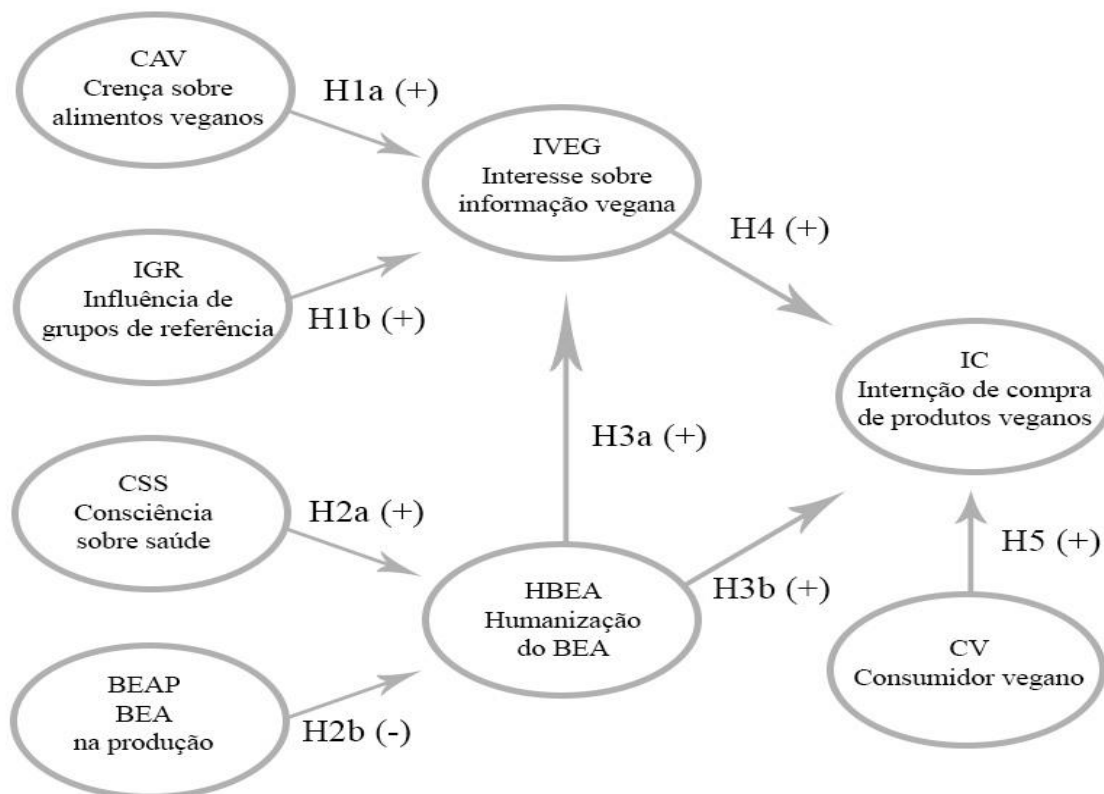 CAV
Crença sobre
alimentos veganos
H1a (+)
IVEG
Interesse sobre
informação vegana
IGR
Influência de
grupos de referência
H1b (+)
H4 (+)
IC
Internção de compra
de produtos veganos
H3a (+)
CSS
Consciência
sobre saúde
H2a (+)
HBEA
Humanização
do BEA
H3b (+)
H5 (+)
CV
Consumidor vegano
BEAP
BEA
na produção
H2b (-)